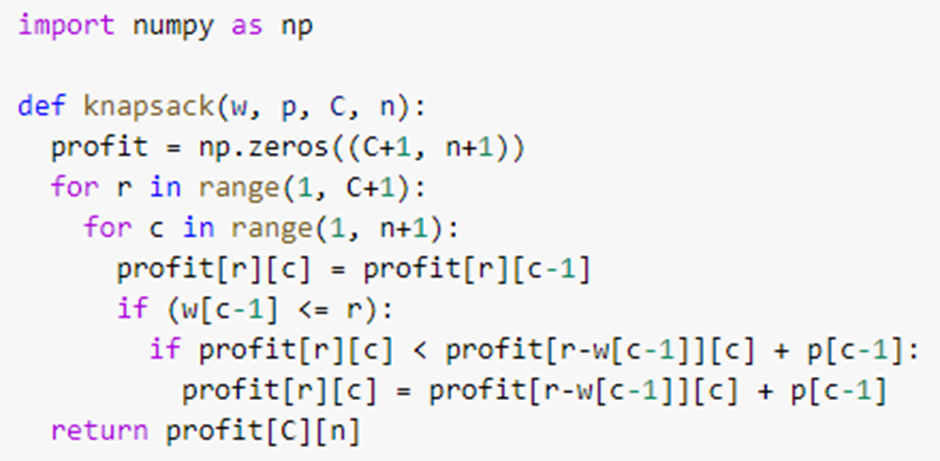 import numpy as np
def knapsack(w, p, C, n):
profit = np.zeros((C+1, n+1))
for r in range(1, C+1):
for c in range(1, n+1):
profit[r][c] = profit[r][c-1]
if (w[c-1] <= r):
if profit[r][c] < profit[r-w[c-1]][c] + p[c-1]:
profit[r][c] = profit[r-w[c-1]][c] + p[c-1]
return profit[C][n]